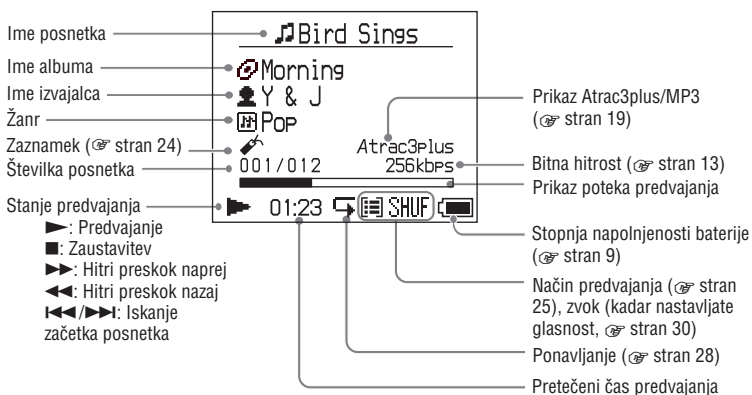 Ime posnetka
Ime albuma
Ime izvajalca
Žanr
Zaznamek (☞ stran 24)
Številka posnetka
Stanje predvajanja
►: Predvajanje
■: Zaustavitev
►►: Hitri preskok naprej
◄◄: Hitri preskok nazaj
I◄◄/►►I: Iskanje
začetka posnetka
Bird Sings
Morning
Y & J
Pop
Atrac3plus
001/012 256kbps
01:23 SHUF
Prikaz Atrac3plus/MP3
(☞ stran 19)
Bitna hitrost (☞ stran 13)
Prikaz poteka predvajanja
Stopnja napolnjenosti baterije
(☞ stran 9)
Način predvajanja (☞ stran
25), zvok (kadar nastavljate
glasnost, ☞ stran 30)
Ponavljanje (☞ stran 28)
Pretečeni čas predvajanja